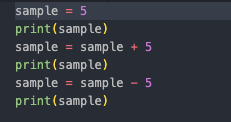 sample = 5
print(sample)
sample = sample + 5
print(sample)
sample = sample - 5
print(sample)